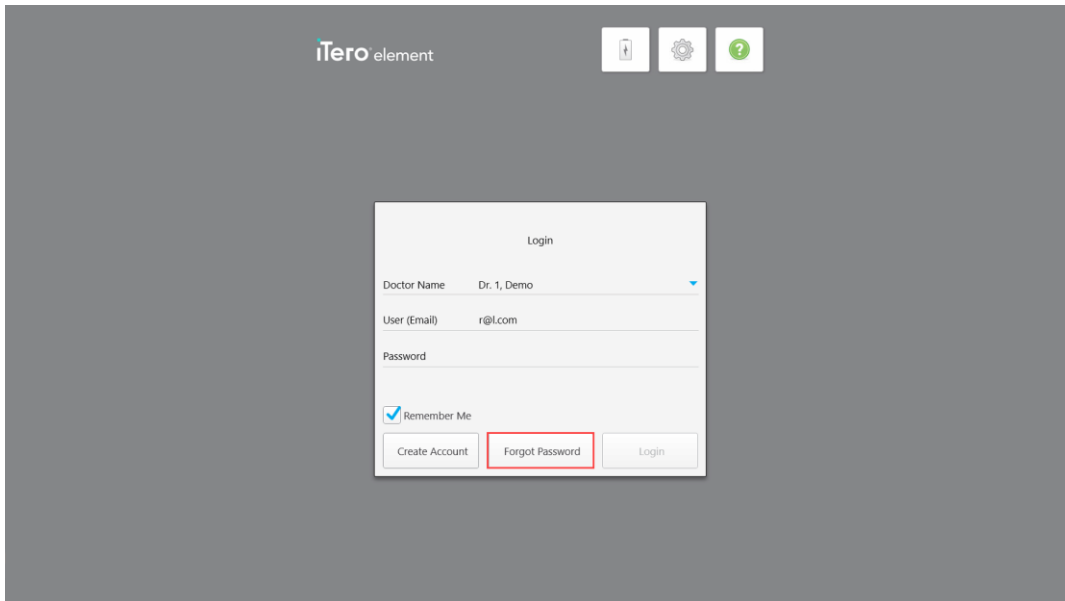 iTero element
?
Login
Doctor Name Dr. 1, Demo
User (Email) r@l.com
Password
Remember Me
Create Account Forgot Password Login